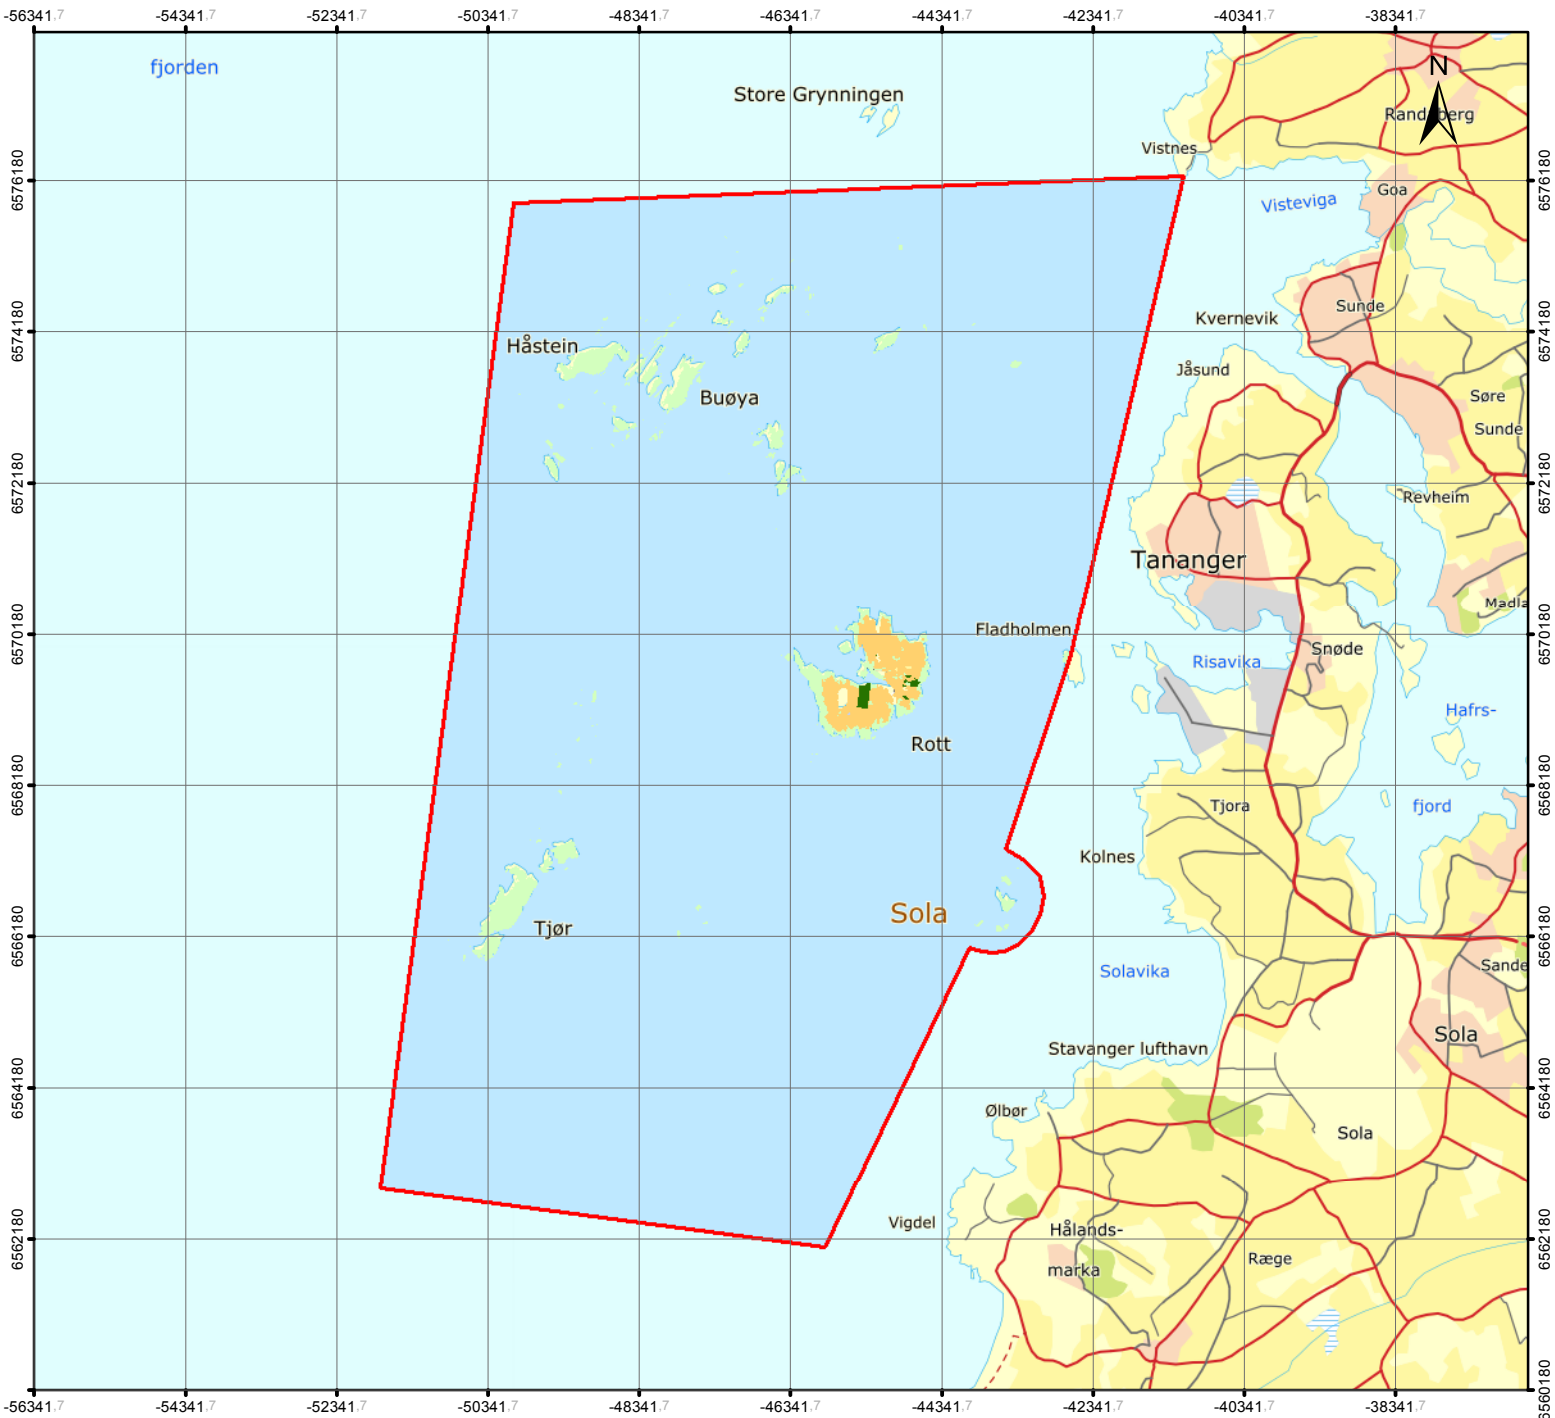 -56341.7 -54341.7 -52341.7 -50341.7 -48341.7 -46341.7 -44341.7 -42341.7 -40341.7 -38341.7
fjorden
N
Store Grynningen
Randaberg
Vistnes
6576180 6576180
Goa
Visteviga
Sunde
Kvernevik
6574180 6574180
Håstein
Jåsund
Buøya
Søre
Sunde
6572180 6572180
Revheim
Tananger
Madla
Fladholmen
6570180 6570180
Snøde
Risavika
Hafrs-
Rott
6568180 6568180
Tjora
fjord
Kolnes
Sola
Tjør
6566180 6566180
Sande
Solavika
Sola
Stavanger lufthavn
6564180 6564180
Ølbør
Sola
Vigdel
Hålands-
marka
6562180 6562180
Ræge
6560180 6560180
-56341.7 -54341.7 -52341.7 -50341.7 -48341.7 -46341.7 -44341.7 -42341.7 -40341.7 -38341.7